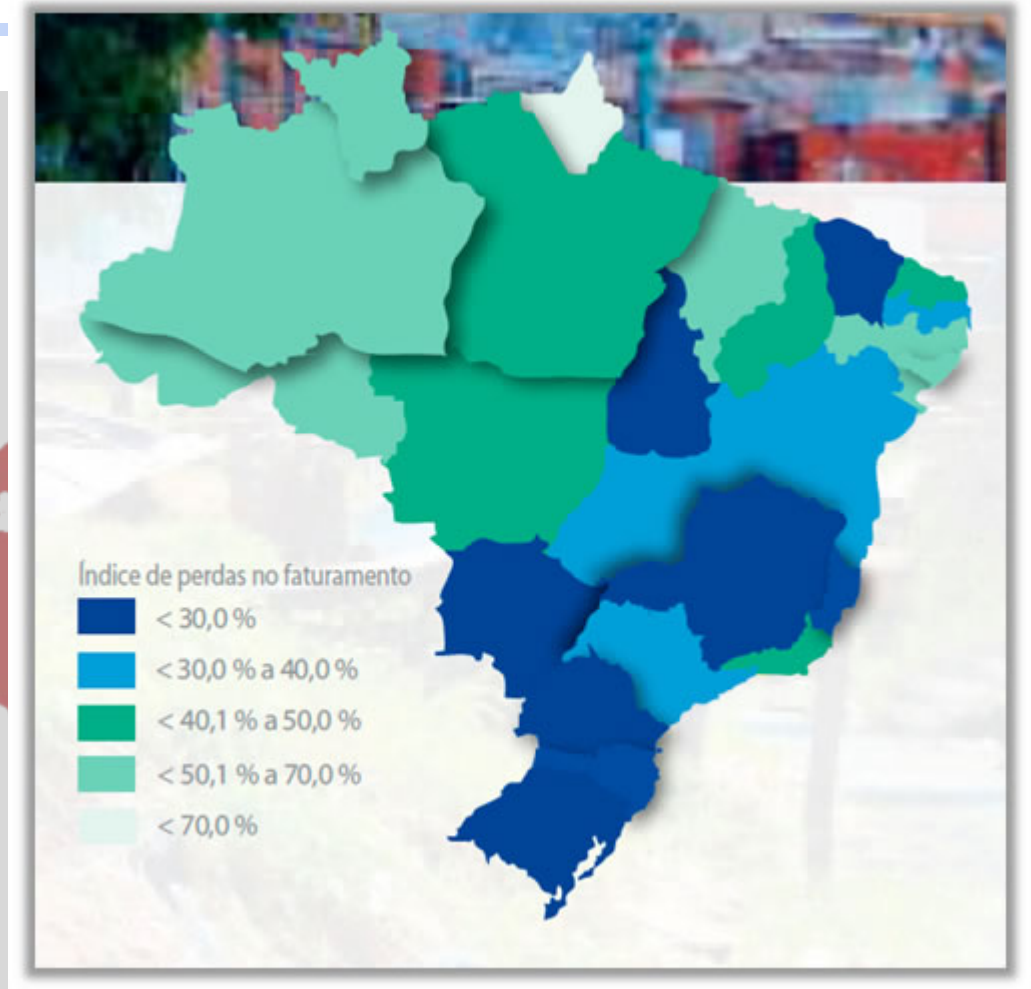 Índice de perdas no faturamento
< 30,0 %
< 30,0 % a 40,0 %
< 40,1 % a 50,0 %
< 50,1 % a 70,0 %
< 70,0 %